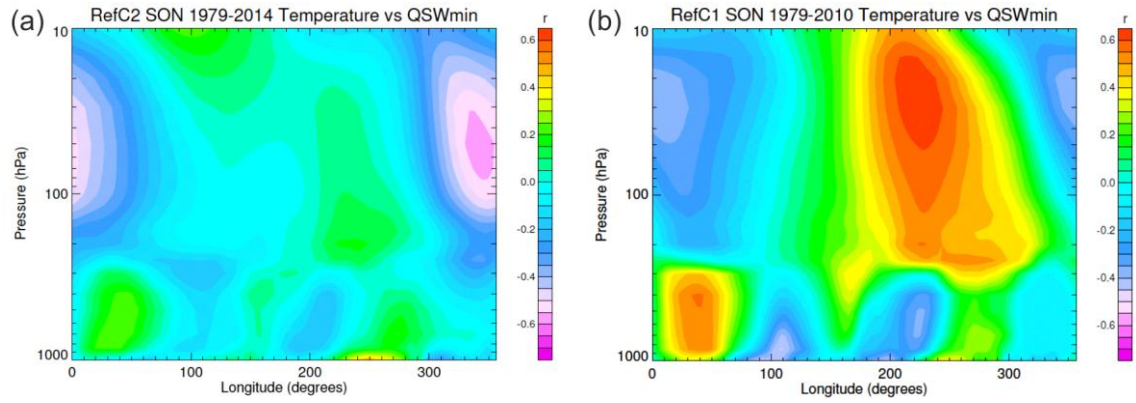 (a)
RefC2 SON 1979-2014 Temperature vs QSWmin
r
10
100
1000
Pressure (hPa)
0 100 200 300
Longitude (degrees)
0.6
0.4
0.2
0.0
-0.2
-0.4
-0.6
(b)
RefC1 SON 1979-2010 Temperature vs QSWmin
r
10
100
1000
Pressure (hPa)
0 100 200 300
Longitude (degrees)
0.6
0.4
0.2
0.0
-0.2
-0.4
-0.6